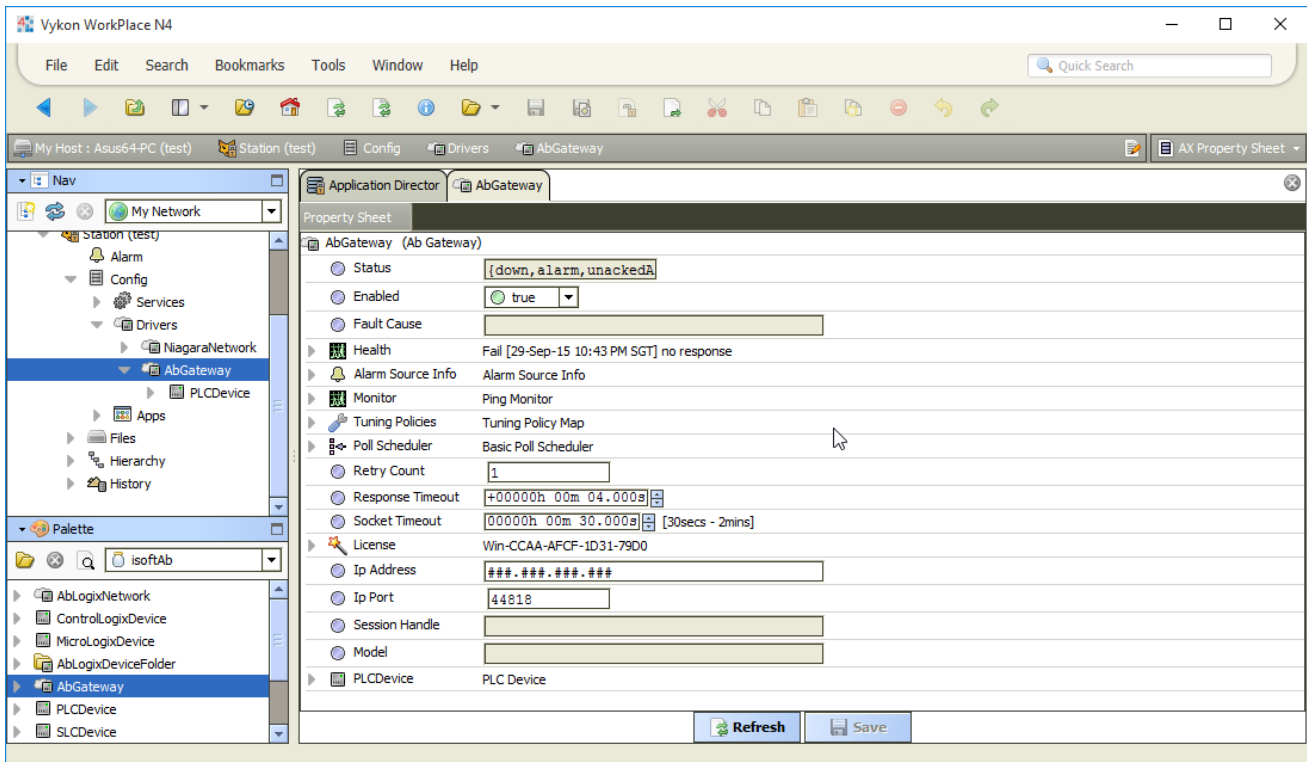 Vykon WorkPlace N4
File Edit Search Bookmarks Tools Window Help
Quick Search
My Host : Asus64-PC (test) Station (test) Config Drivers AbGateway
AX Property Sheet
Nav
My Network
Station (test)
Alarm
Config
Services
Drivers
NiagaraNetwork
AbGateway
PLCDevice
Apps
Files
Hierarchy
History
Palette
isoftAb
AbLogixNetwork
ControlLogixDevice
MicroLogixDevice
AbLogixDeviceFolder
AbGateway
PLCDevice
SLCDevice
Application Director AbGateway
Property Sheet
AbGateway (Ab Gateway)
Status {down,alarm,unackedA
Enabled true
Fault Cause
Health Fail [29-Sep-15 10:43 PM SGT] no response
Alarm Source Info Alarm Source Info
Monitor Ping Monitor
Tuning Policies Tuning Policy Map
Poll Scheduler Basic Poll Scheduler
Retry Count 1
Response Timeout +00000h 00m 04.000s
Socket Timeout 00000h 00m 30.000s [30secs - 2mins]
License Win-CCAA-AFCF-1D31-79D0
Ip Address ###.###.###.###
Ip Port 44818
Session Handle
Model
PLCDevice PLC Device
Refresh Save